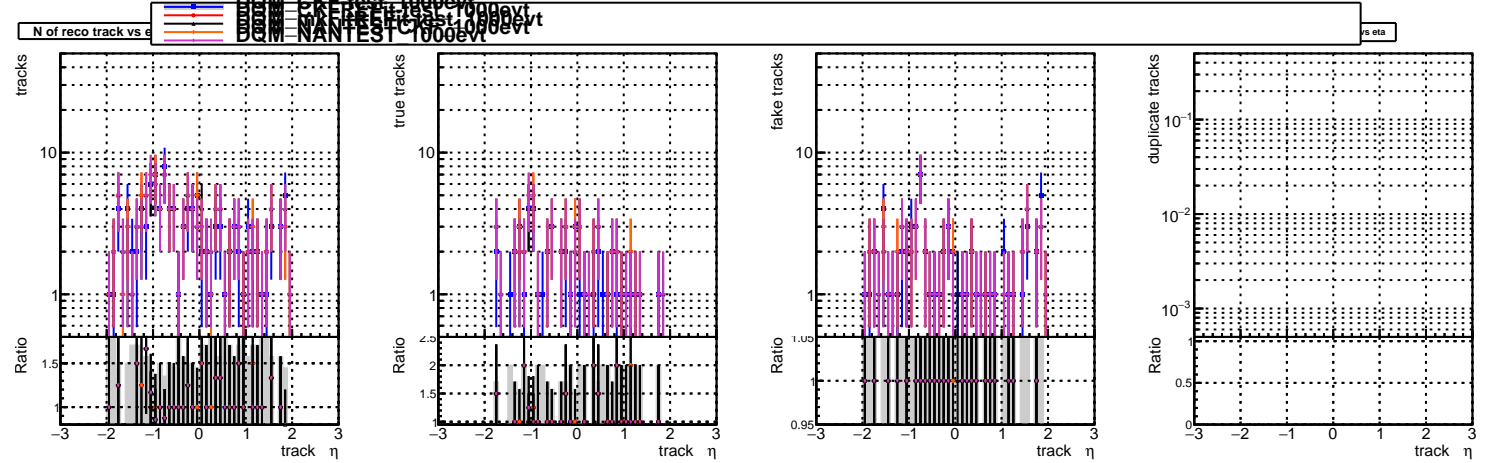 DQM_NANTEST_1000evt
N of reco track vs e
vs eta
tracks
10
1
Ratio
1.5
1
−3 −2 −1 0 1 2 3
track η
true tracks
10
1
Ratio
2.5
2
1.5
1
−3 −2 −1 0 1 2 3
track η
fake tracks
10
1
Ratio
1.05
1
0.95
−3 −2 −1 0 1 2 3
track η
duplicate tracks
10−1
10−2
10−3
Ratio
1
0.5
0
−3 −2 −1 0 1 2 3
track η